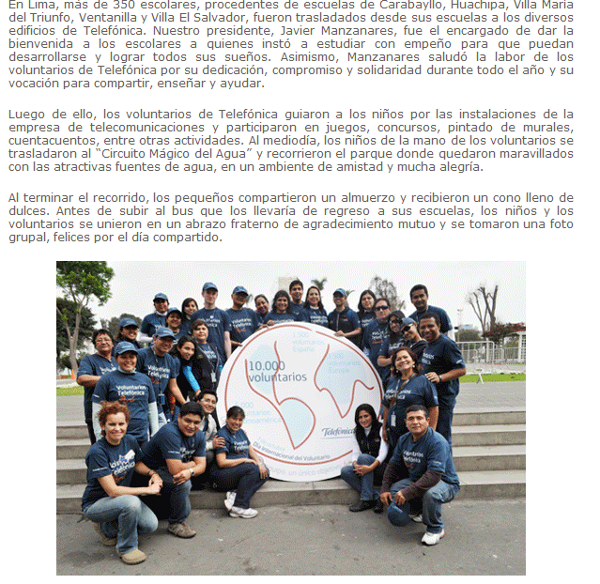 En Lima, más de 350 escolares, procedentes de escuelas de Carabayllo, Huachipa, Villa María
del Triunfo, Ventanilla y Villa El Salvador, fueron trasladados desde sus escuelas a los diversos
edificios de Telefónica. Nuestro presidente, Javier Manzanares, fue el encargado de dar la
bienvenida a los escolares a quienes instó a estudiar con empeño para que puedan
desarrollarse y lograr todos sus sueños. Asimismo, Manzanares saludó la labor de los
voluntarios de Telefónica por su dedicación, compromiso y solidaridad durante todo el año y su
vocación para compartir, enseñar y ayudar.
Luego de ello, los voluntarios de Telefónica guiaron a los niños por las instalaciones de la
empresa de telecomunicaciones y participaron en juegos, concursos, pintado de murales,
cuentacuentos, entre otras actividades. Al mediodía, los niños de la mano de los voluntarios se
trasladaron al “Circuito Mágico del Agua” y recorrieron el parque donde quedaron maravillados
con las atractivas fuentes de agua, en un ambiente de amistad y mucha alegría.
Al terminar el recorrido, los pequeños compartieron un almuerzo y recibieron un cono lleno de
dulces. Antes de subir al bus que los llevaría de regreso a sus escuelas, los niños y los
voluntarios se unieron en un abrazo fraterno de agradecimiento mutuo y se tomaron una foto
grupal, felices por el día compartido.
10.000
voluntarios
Telefónica
Día Internacional del Voluntario